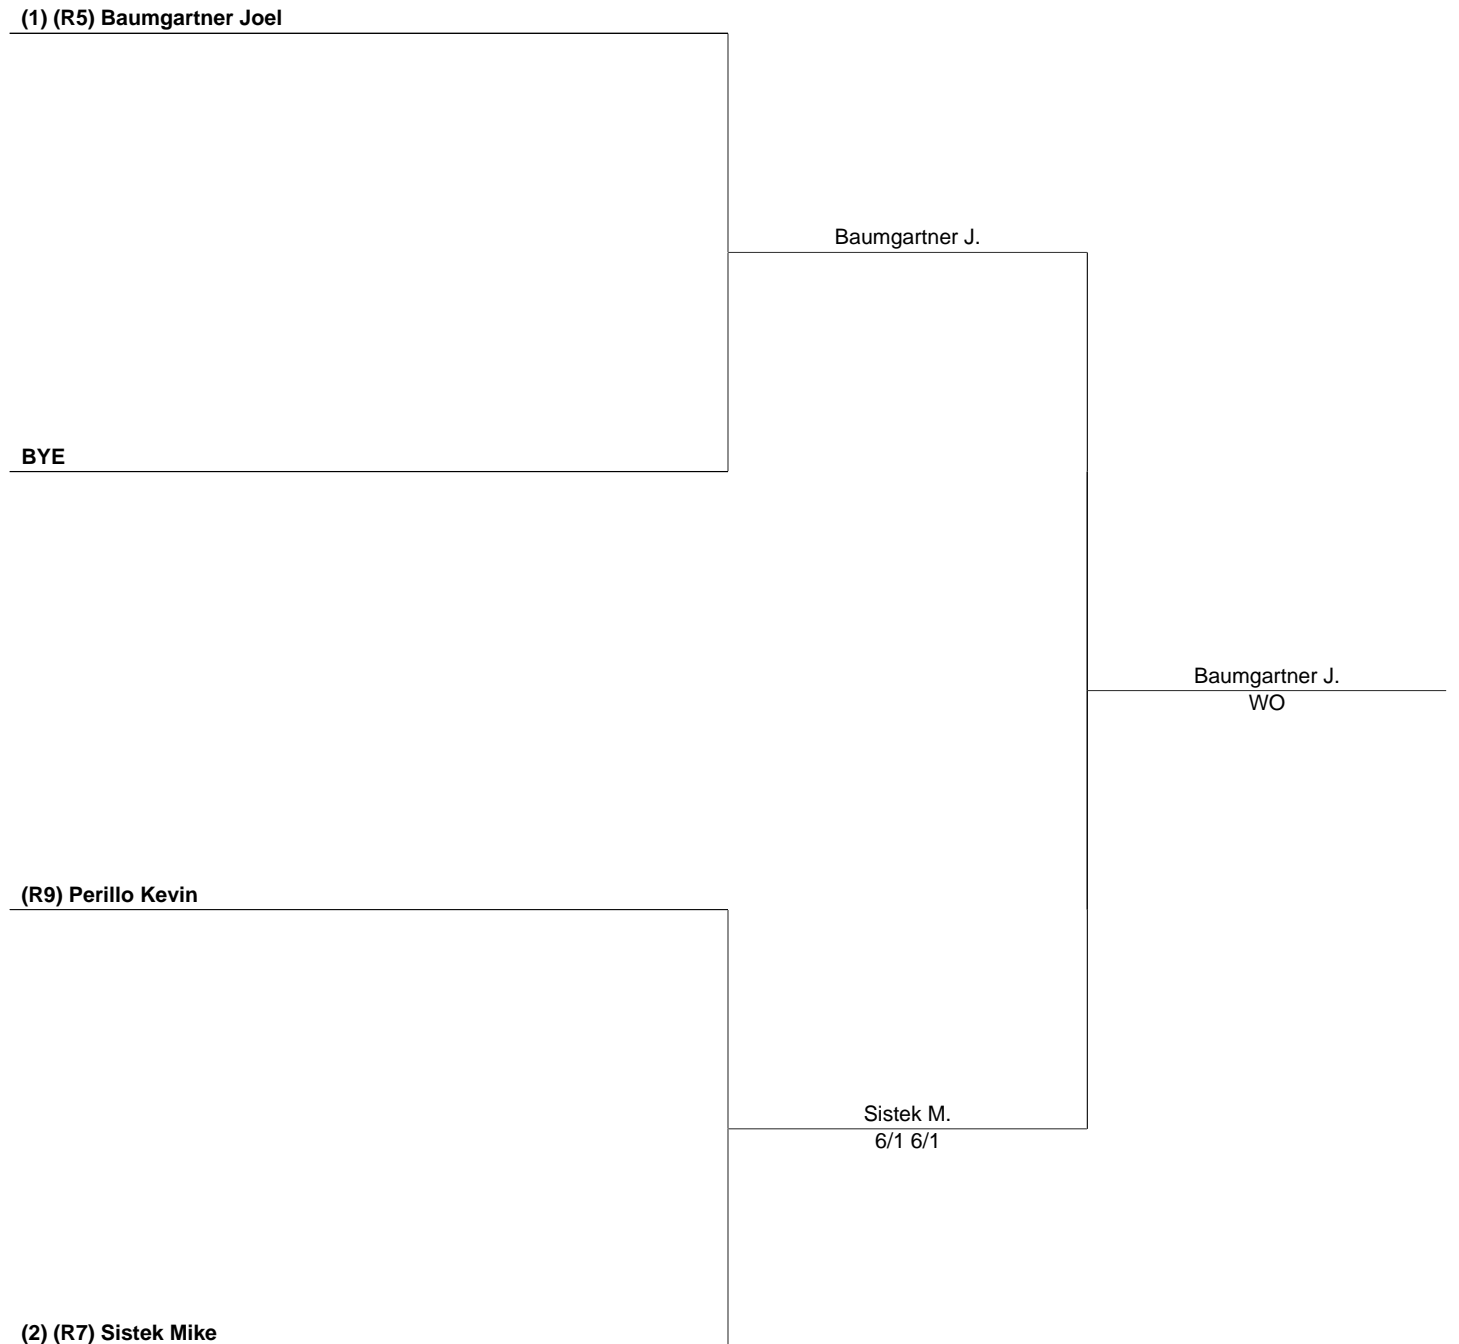 (1) (R5) Baumgartner Joel
Baumgartner J.
BYE
Baumgartner J.
WO
(R9) Perillo Kevin
Sistek M.
6/1 6/1
(2) (R7) Sistek Mike